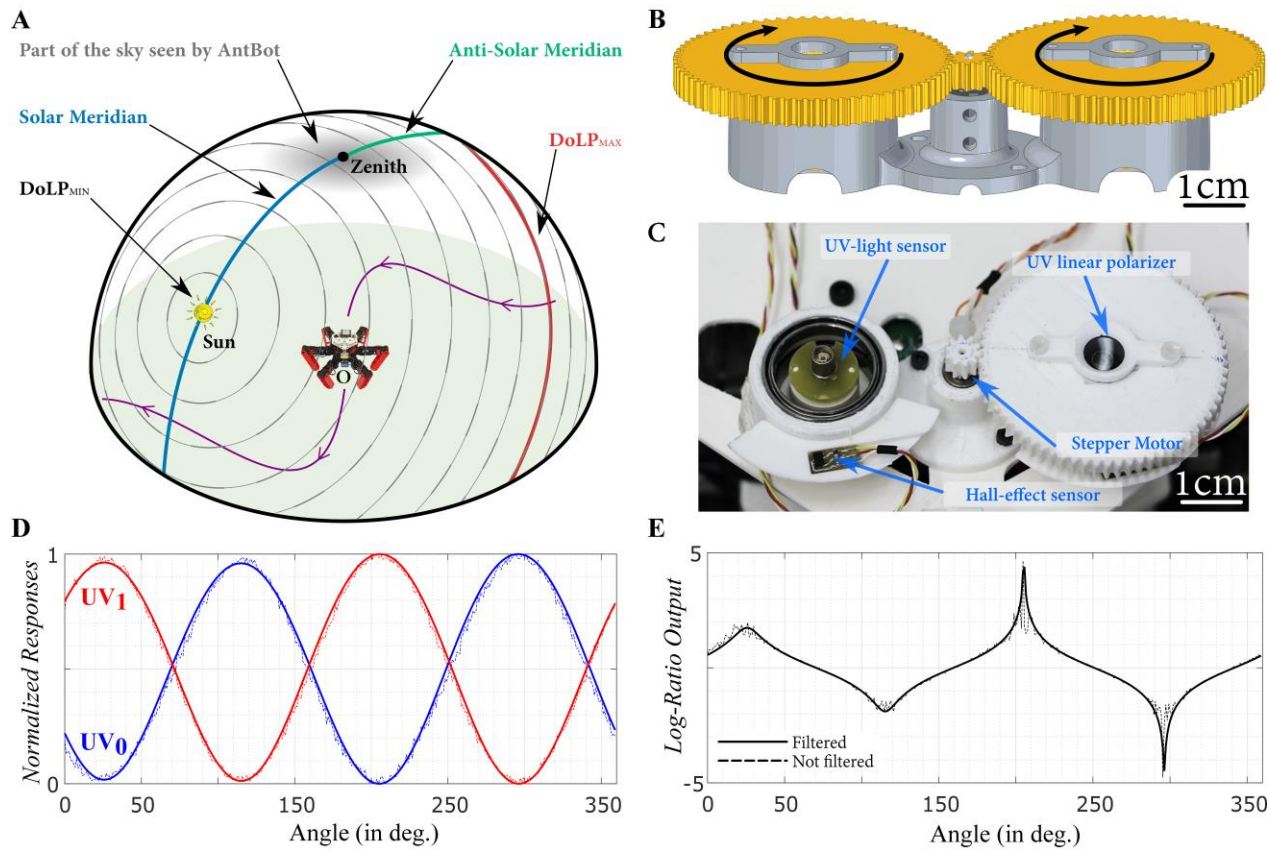 A
Part of the sky seen by AntBot
Anti-Solar Meridian
Solar Meridian
DoLPMAX
Zenith
DoLPMIN
Sun
O
B
1cm
C
UV-light sensor
UV linear polarizer
Stepper Motor
Hall-effect sensor
1cm
D
Normalized Responses
1
0
UV1
UV0
0 50 150 250 350
Angle (in deg.)
E
Log-Ratio Output
5
-5
Filtered
Not filtered
0 50 150 250 350
Angle (in deg.)